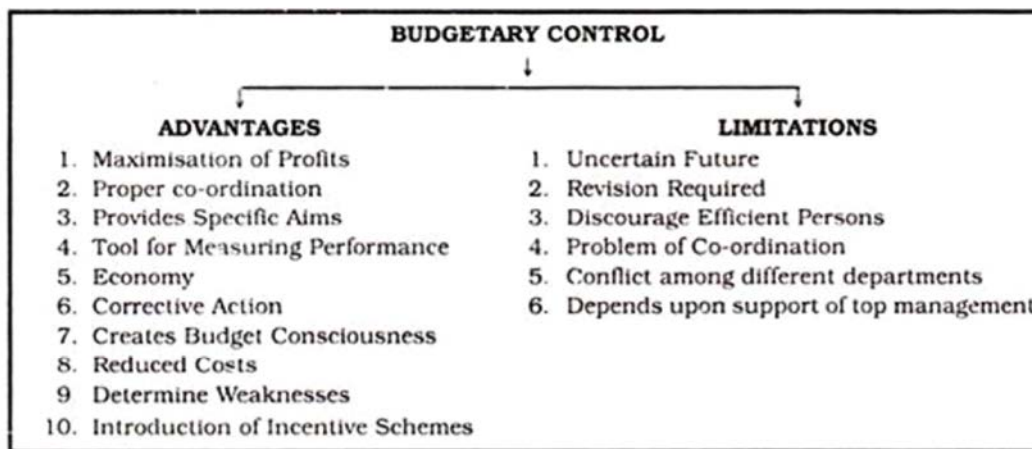 BUDGETARY CONTROL
ADVANTAGES
1. Maximisation of Profits
2. Proper co-ordination
3. Provides Specific Aims
4. Tool for Measuring Performance
5. Economy
6. Corrective Action
7. Creates Budget Consciousness
8. Reduced Costs
9 Determine Weaknesses
10. Introduction of Incentive Schemes
LIMITATIONS
1. Uncertain Future
2. Revision Required
3. Discourage Efficient Persons
4. Problem of Co-ordination
5. Conflict among different departments
6. Depends upon support of top management